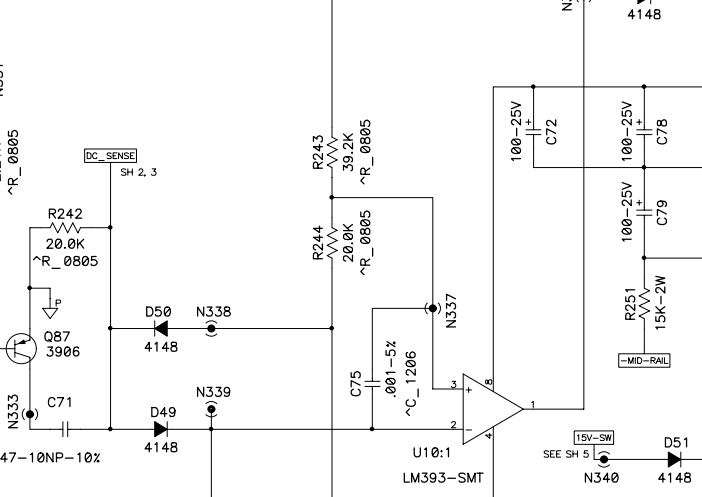 4148
DC_SENSE
SH 2, 3
^R_0805
R243
39.2K
^R_0805
100-25V
+
C72
100-25V
+
C78
R242
20.0K
^R_0805
R244
20.0K
^R_0805
100-25V
+
C79
P
Q87
3906
D50
4148
N338
N337
R251
15K-2W
-MID-RAIL
N333
C71
D49
4148
N339
C75
.001-5%
^C_1206
3
+
8
1
2
-
4
47-10NP-10%
U10:1
LM393-SMT
15V-SW
SEE SH 5
N340
D51
4148